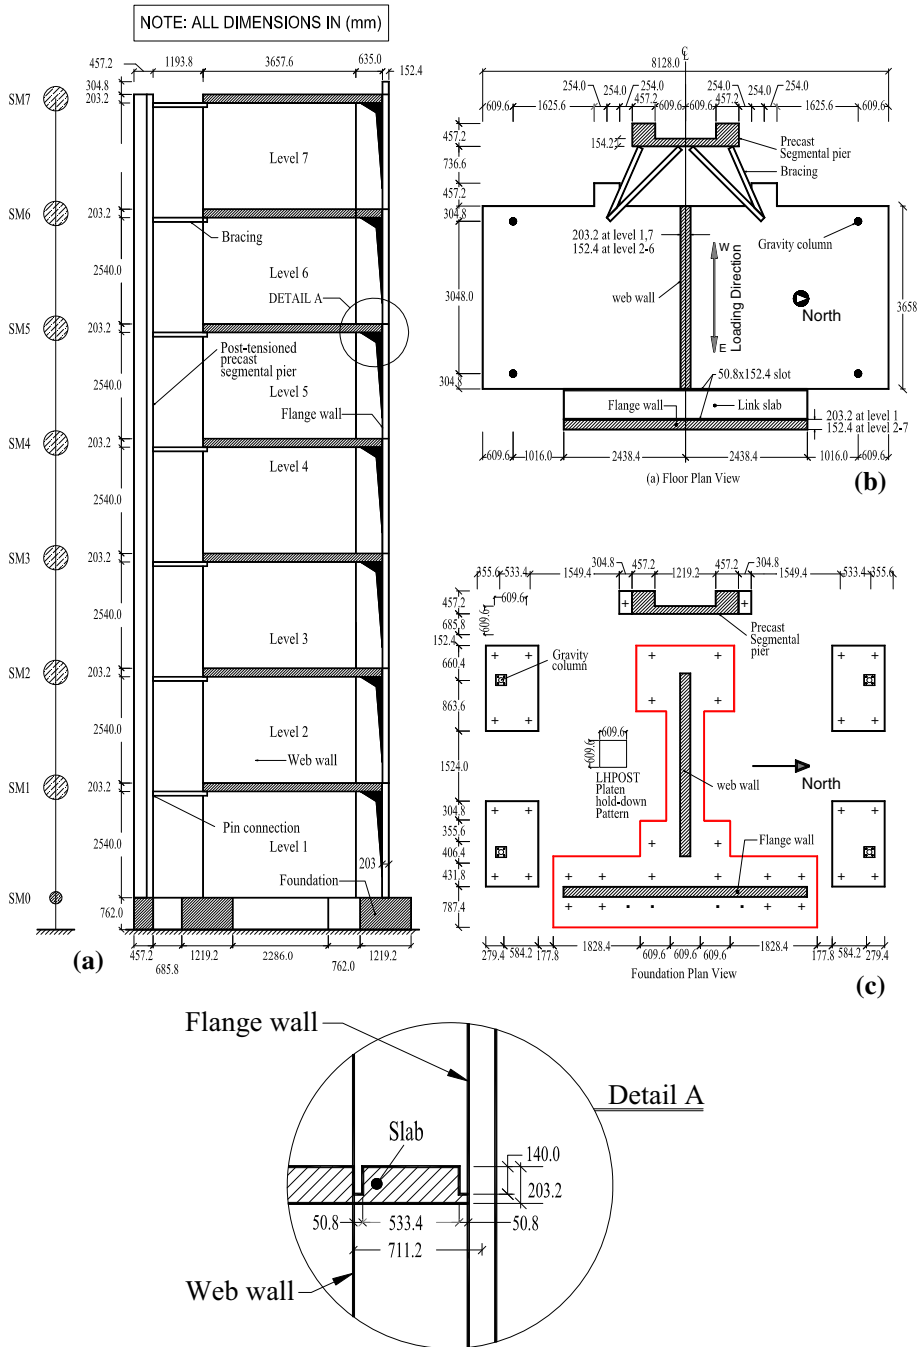 NOTE: ALL DIMENSIONS IN (mm)
457.2 1193.8 3657.6 635.0
152.4
304.8
SM7 203.2
Level 7
SM6 203.2
Bracing
2540.0
Level 6
DETAIL A
SM5 203.2
Post-tensioned
precast
segmental pier
2540.0
Level 5
Flange wall
SM4 203.2
Level 4
2540.0
SM3 203.2
2540.0
Level 3
SM2 203.2
Level 2
2540.0
Web wall
SM1 203.2
Pin connection
2540.0
Level 1
203
Foundation
SM0
762.0
(a)
457.2 1219.2 2286.0 1219.2
685.8 762.0
℄
8128.0
254.0 254.0 254.0 254.0
609.6 1625.6 254.0 457.2 609.6 609.6 457.2 254.0 1625.6 609.6
457.2
154.2
Precast
Segmental pier
736.6
Bracing
457.2
304.8
203.2 at level 1,7
152.4 at level 2-6
W
Gravity column
3048.0
web wall
Loading Direction
North
3658
E
304.8
50.8x152.4 slot
Flange wall
Link slab
203.2 at level 1
152.4 at level 2-7
609.6 1016.0 2438.4 2438.4 1016.0 609.6
(a) Floor Plan View
(b)
304.8 457.2 457.2 304.8
355.6 533.4 1549.4 1219.2 1549.4 533.4 355.6
457.2
609.6
609.6
685.8
Precast
Segmental
pier
152.4
660.4
Gravity
column
863.6
609.6
609.6
LHPOST
Platen
hold-down
Pattern
1524.0
web wall
North
304.8
355.6
406.4
Flange wall
431.8
787.4
279.4 584.2 177.8 1828.4 609.6 609.6 609.6 1828.4 177.8 584.2 279.4
Foundation Plan View
(c)
Flange wall
Detail A
Slab
140.0
203.2
50.8 533.4 50.8
711.2
Web wall